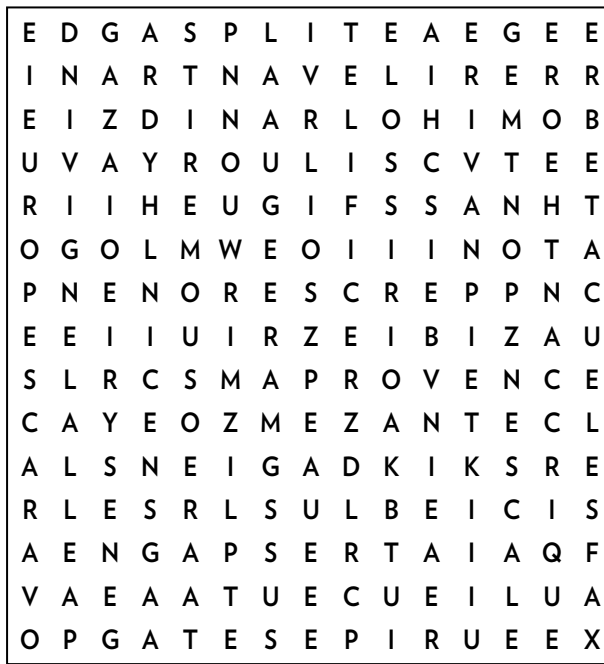 E D G A S P L I T E A E G E E
I N A R T N A V E L I R E R R
E I Z D I N A R L O H I M O B
U V A Y R O U L I S C V T E E
R I I H E U G I F S S A N H T
O G O L M W E O I I I N O T A
P N E N O R E S C R E P P N C
E E I I U I R Z E I B I Z A U
S L R C S M A P R O V E N C E
C A Y E O Z M E Z A N T E C L
A L S N E I G A D K I K S R E
R L E S R L S U L B E I C I S
A E N G A P S E R T A I A Q F
V A E A A T U E C U E I L U A
O P G A T E S E P I R U E E X